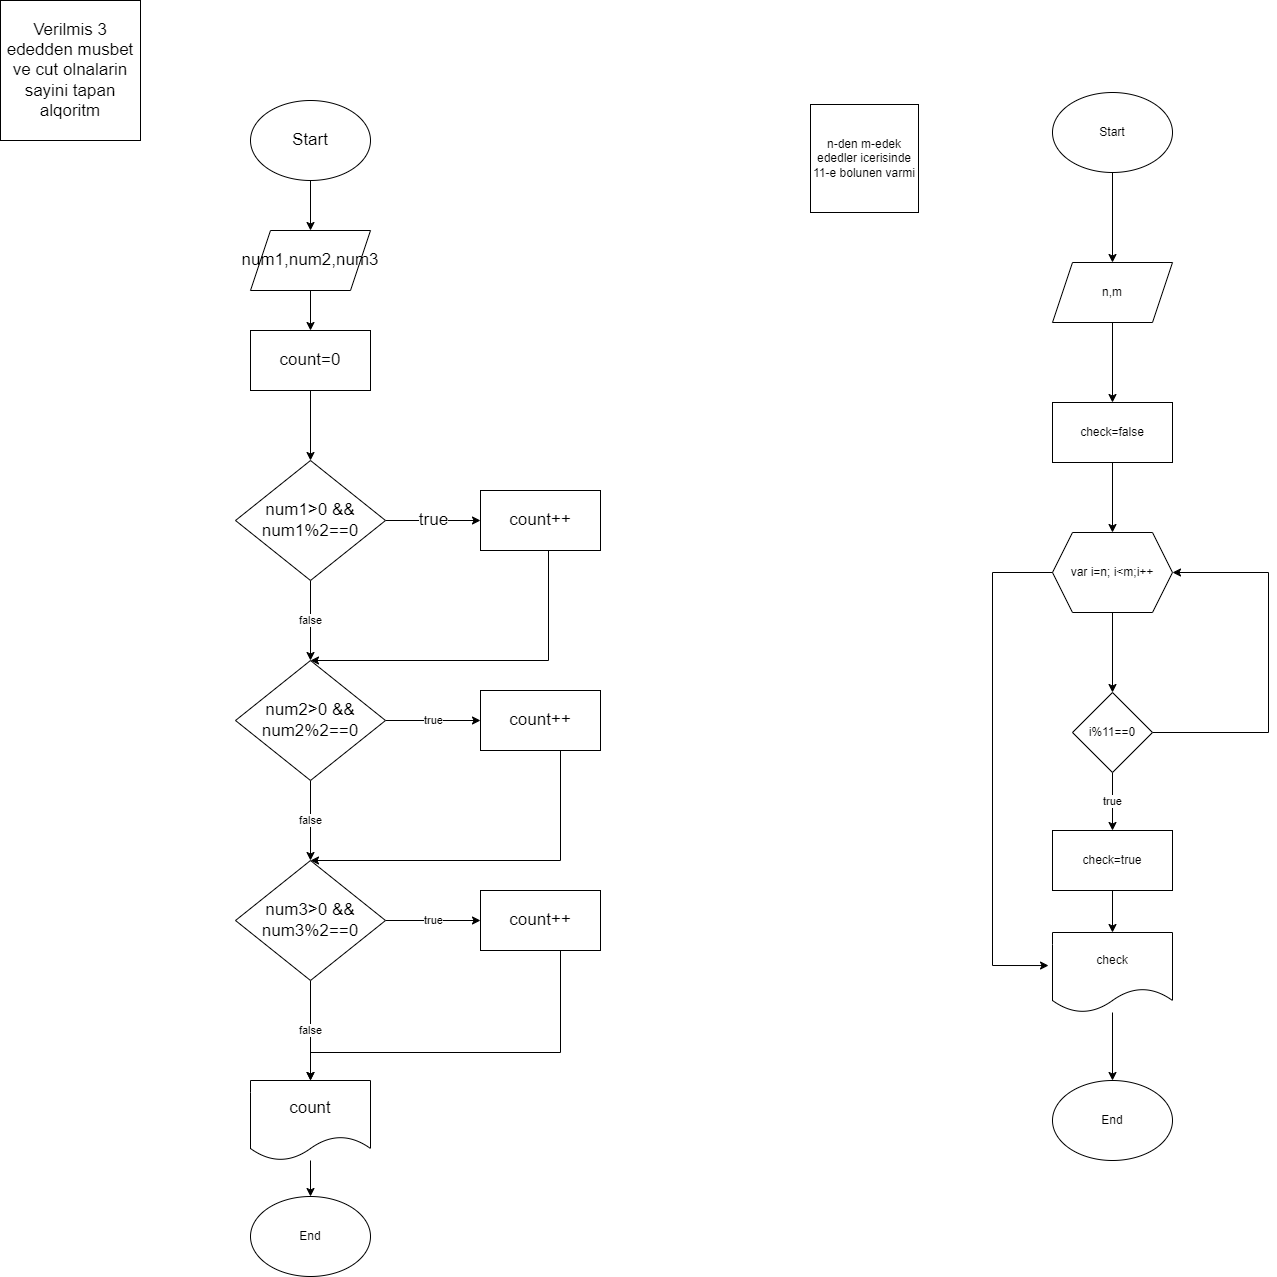 Verilmis 3
ededden musbet
ve cut olnalarin
sayini tapan
alqoritm
Start
num1,num2,num3
count=0
num1>0 &&
num1%2==0
true
count++
false
num2>0 &&
num2%2==0
true
count++
false
num3>0 &&
num3%2==0
true
count++
false
count
End
n-den m-edek
ededler icerisinde
11-e bolunen varmi
Start
n,m
check=false
var i=n; i<m;i++
i%11==0
true
check=true
check
End